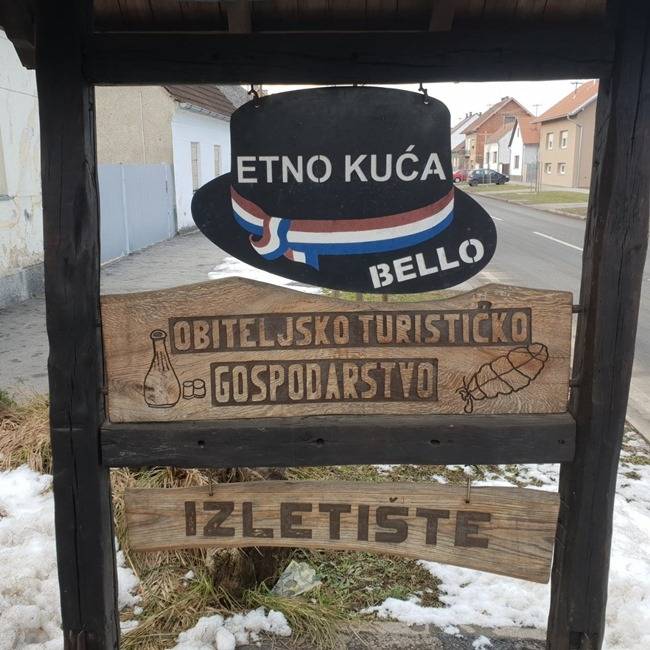 ETNO KUĆA
BELLO
OBITELJSKO TURISTIČKO
GOSPODARSTVO
IZLETIŠTE